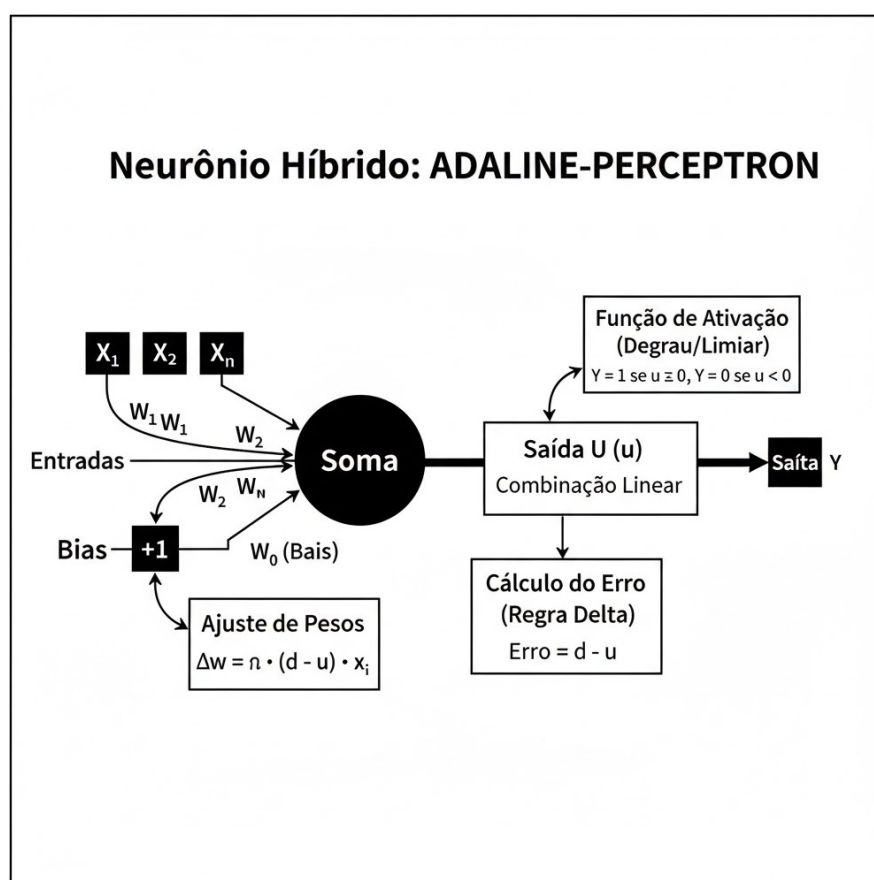 Neurônio Híbrido: ADALINE-PERCEPTRON
X₁ X₂ Xₙ
W₁ W₁
W₂
Entradas
W₂ W_N
Bias
+1
W₀ (Bais)
Soma
Ajuste de Pesos
Δw = n • (d - u) • xᵢ
Função de Ativação
(Degrau/Limiar)
Y = 1 se u ≥ 0, Y = 0 se u < 0
Saída U (u)
Combinação Linear
Saíta Y
Cálculo do Erro
(Regra Delta)
Erro = d - u